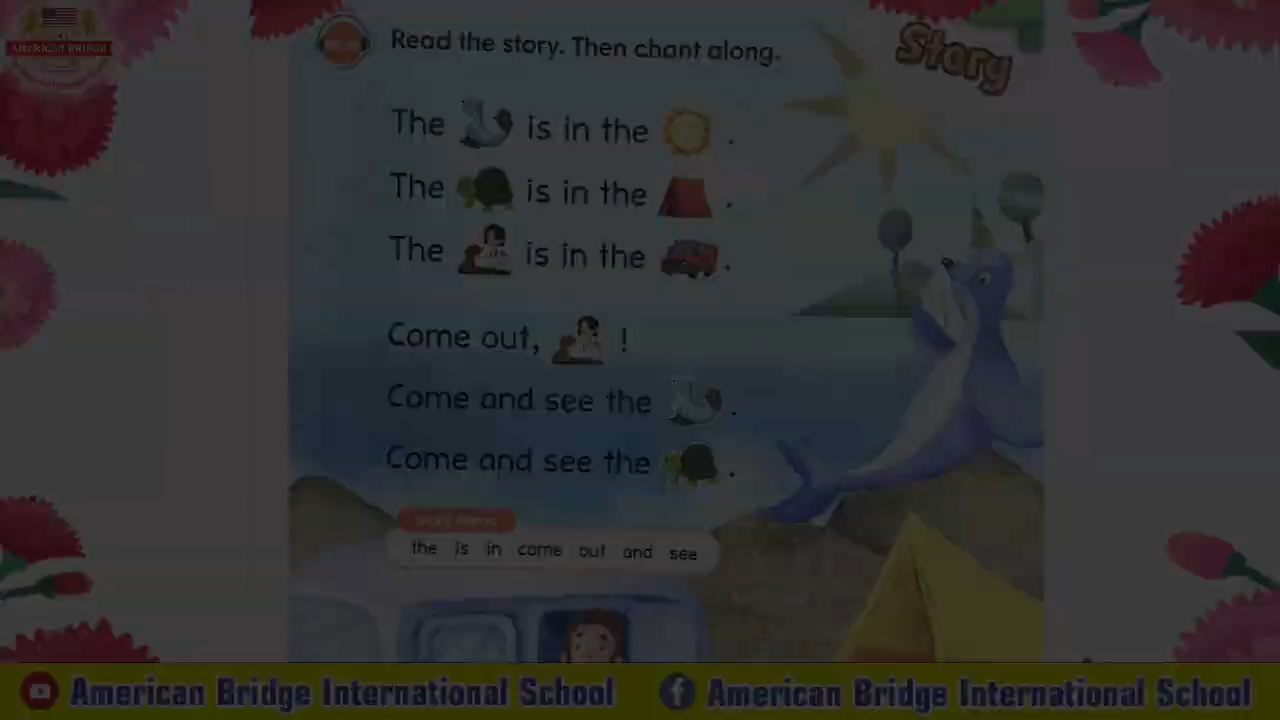 AMERICAN BRIDGE
Read the story. Then chant along.
Story
The is in the .
The is in the .
The is in the .
Come out, !
Come and see the .
Come and see the .
the is in come out and see
American Bridge International School
American Bridge International School